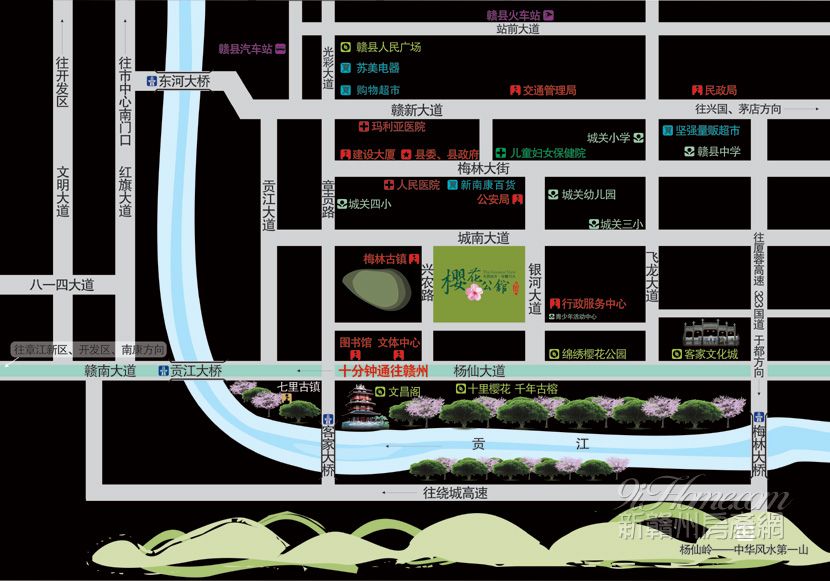 赣县火车站
站前大道
赣县汽车站
光彩大道
赣县人民广场
苏美电器
购物超市
交通管理局
民政局
往开发区
文明大道
往市中心南门口
红旗大道
东河大桥
赣新大道
往兴国、茅店方向
玛利亚医院
建设大厦
县委、县政府
儿童妇女保健院
城关小学
坚强量贩超市
赣县中学
梅林大街
贡江大道
章贡路
人民医院
新南康百货
公安局
城关四小
城关幼儿园
城关三小
城南大道
往厦蓉高速 323国道 于都方向
梅林古镇
兴农路
樱花公館
银河大道
飞龙大道
八一四大道
行政服务中心
青少年活动中心
往章江新区、开发区、南康方向
图书馆
文体中心
绵绣樱花公园
客家文化城
赣南大道
贡江大桥
十分钟通往赣州
杨仙大道
七里古镇
文昌阁
十里樱花 千年古榕
客家大桥
贡江
梅林大桥
往绕城高速
9iHome.com
新赣州房產網
杨仙岭——中华风水第一山